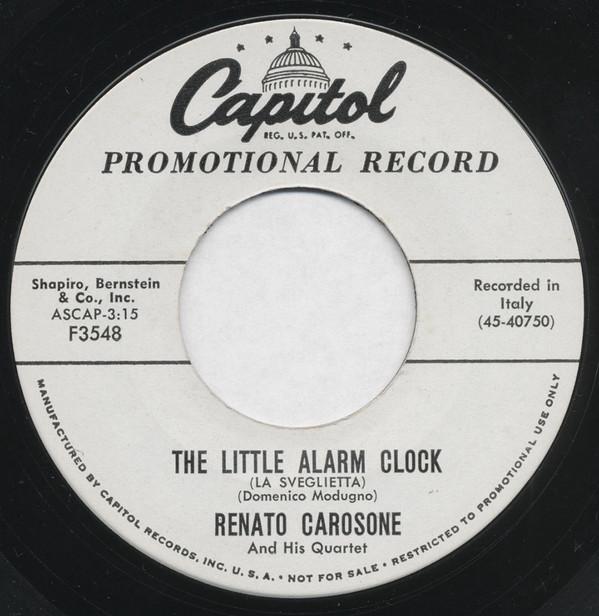 Capitol
REG. U.S. PAT. OFF.
PROMOTIONAL RECORD
Shapiro, Bernstein
& Co., Inc.
ASCAP-3:15
F3548
Recorded in
Italy
(45-40750)
THE LITTLE ALARM CLOCK
(LA SVEGLIETTA)
(Domenico Modugno)
RENATO CAROSONE
And His Quartet
MANUFACTURED BY CAPITOL RECORDS, INC. U.S.A. • NOT FOR SALE • RESTRICTED TO PROMOTIONAL USE ONLY